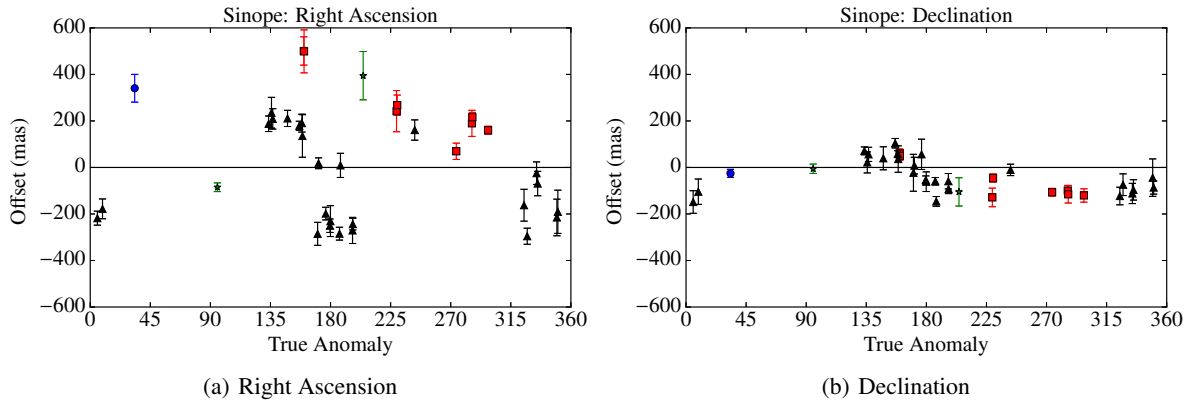 Sinope: Right Ascension
600
400
200
0
−200
−400
−600
Offset (mas)
0 45 90 135 180 225 270 315 360
True Anomaly
(a) Right Ascension
Sinope: Declination
600
400
200
0
−200
−400
−600
Offset (mas)
0 45 90 135 180 225 270 315 360
True Anomaly
(b) Declination